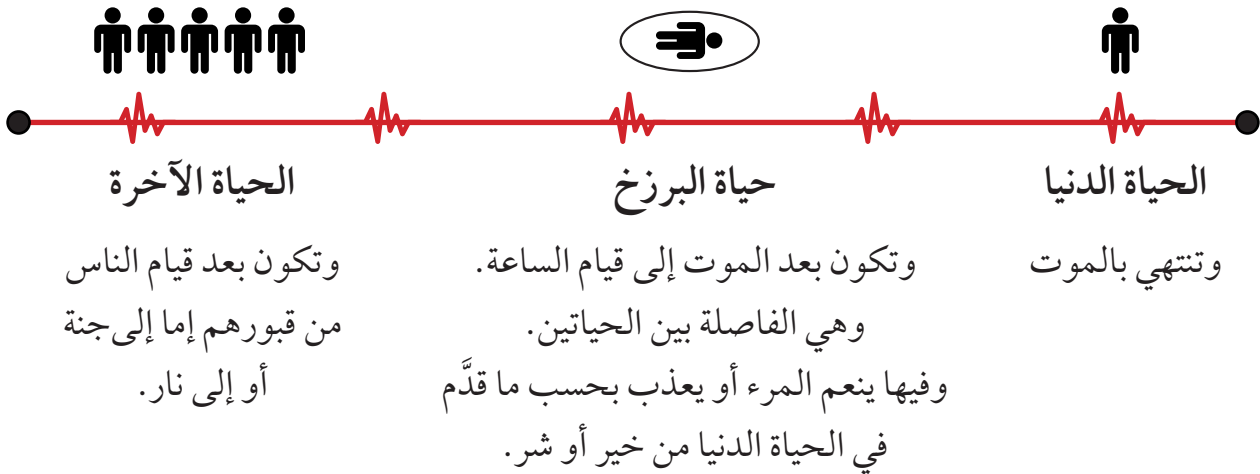 الحياة الدنيا
وتنتهي بالموت
حياة البرزخ
وتكون بعد الموت إلى قيام الساعة.
وهي الفاصلة بين الحياتين.
وفيها ينعم المرء أو يعذب بحسب ما قدَّم
في الحياة الدنيا من خير أو شر.
الحياة الآخرة
وتكون بعد قيام الناس
من قبورهم إما إلى جنة
أو إلى نار.